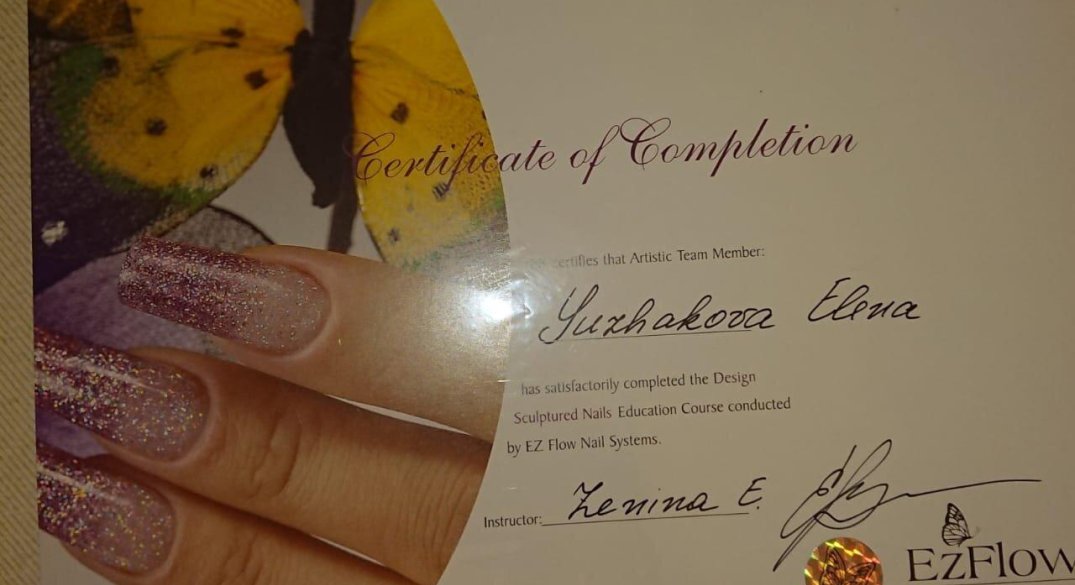 Certificate of Completion
certifies that Artistic Team Member:
Yuzhakova Elena
has satisfactorily completed the Design
Sculptured Nails Education Course conducted
by EZ Flow Nail Systems.
Instructor: Zenina E.
EzFlow